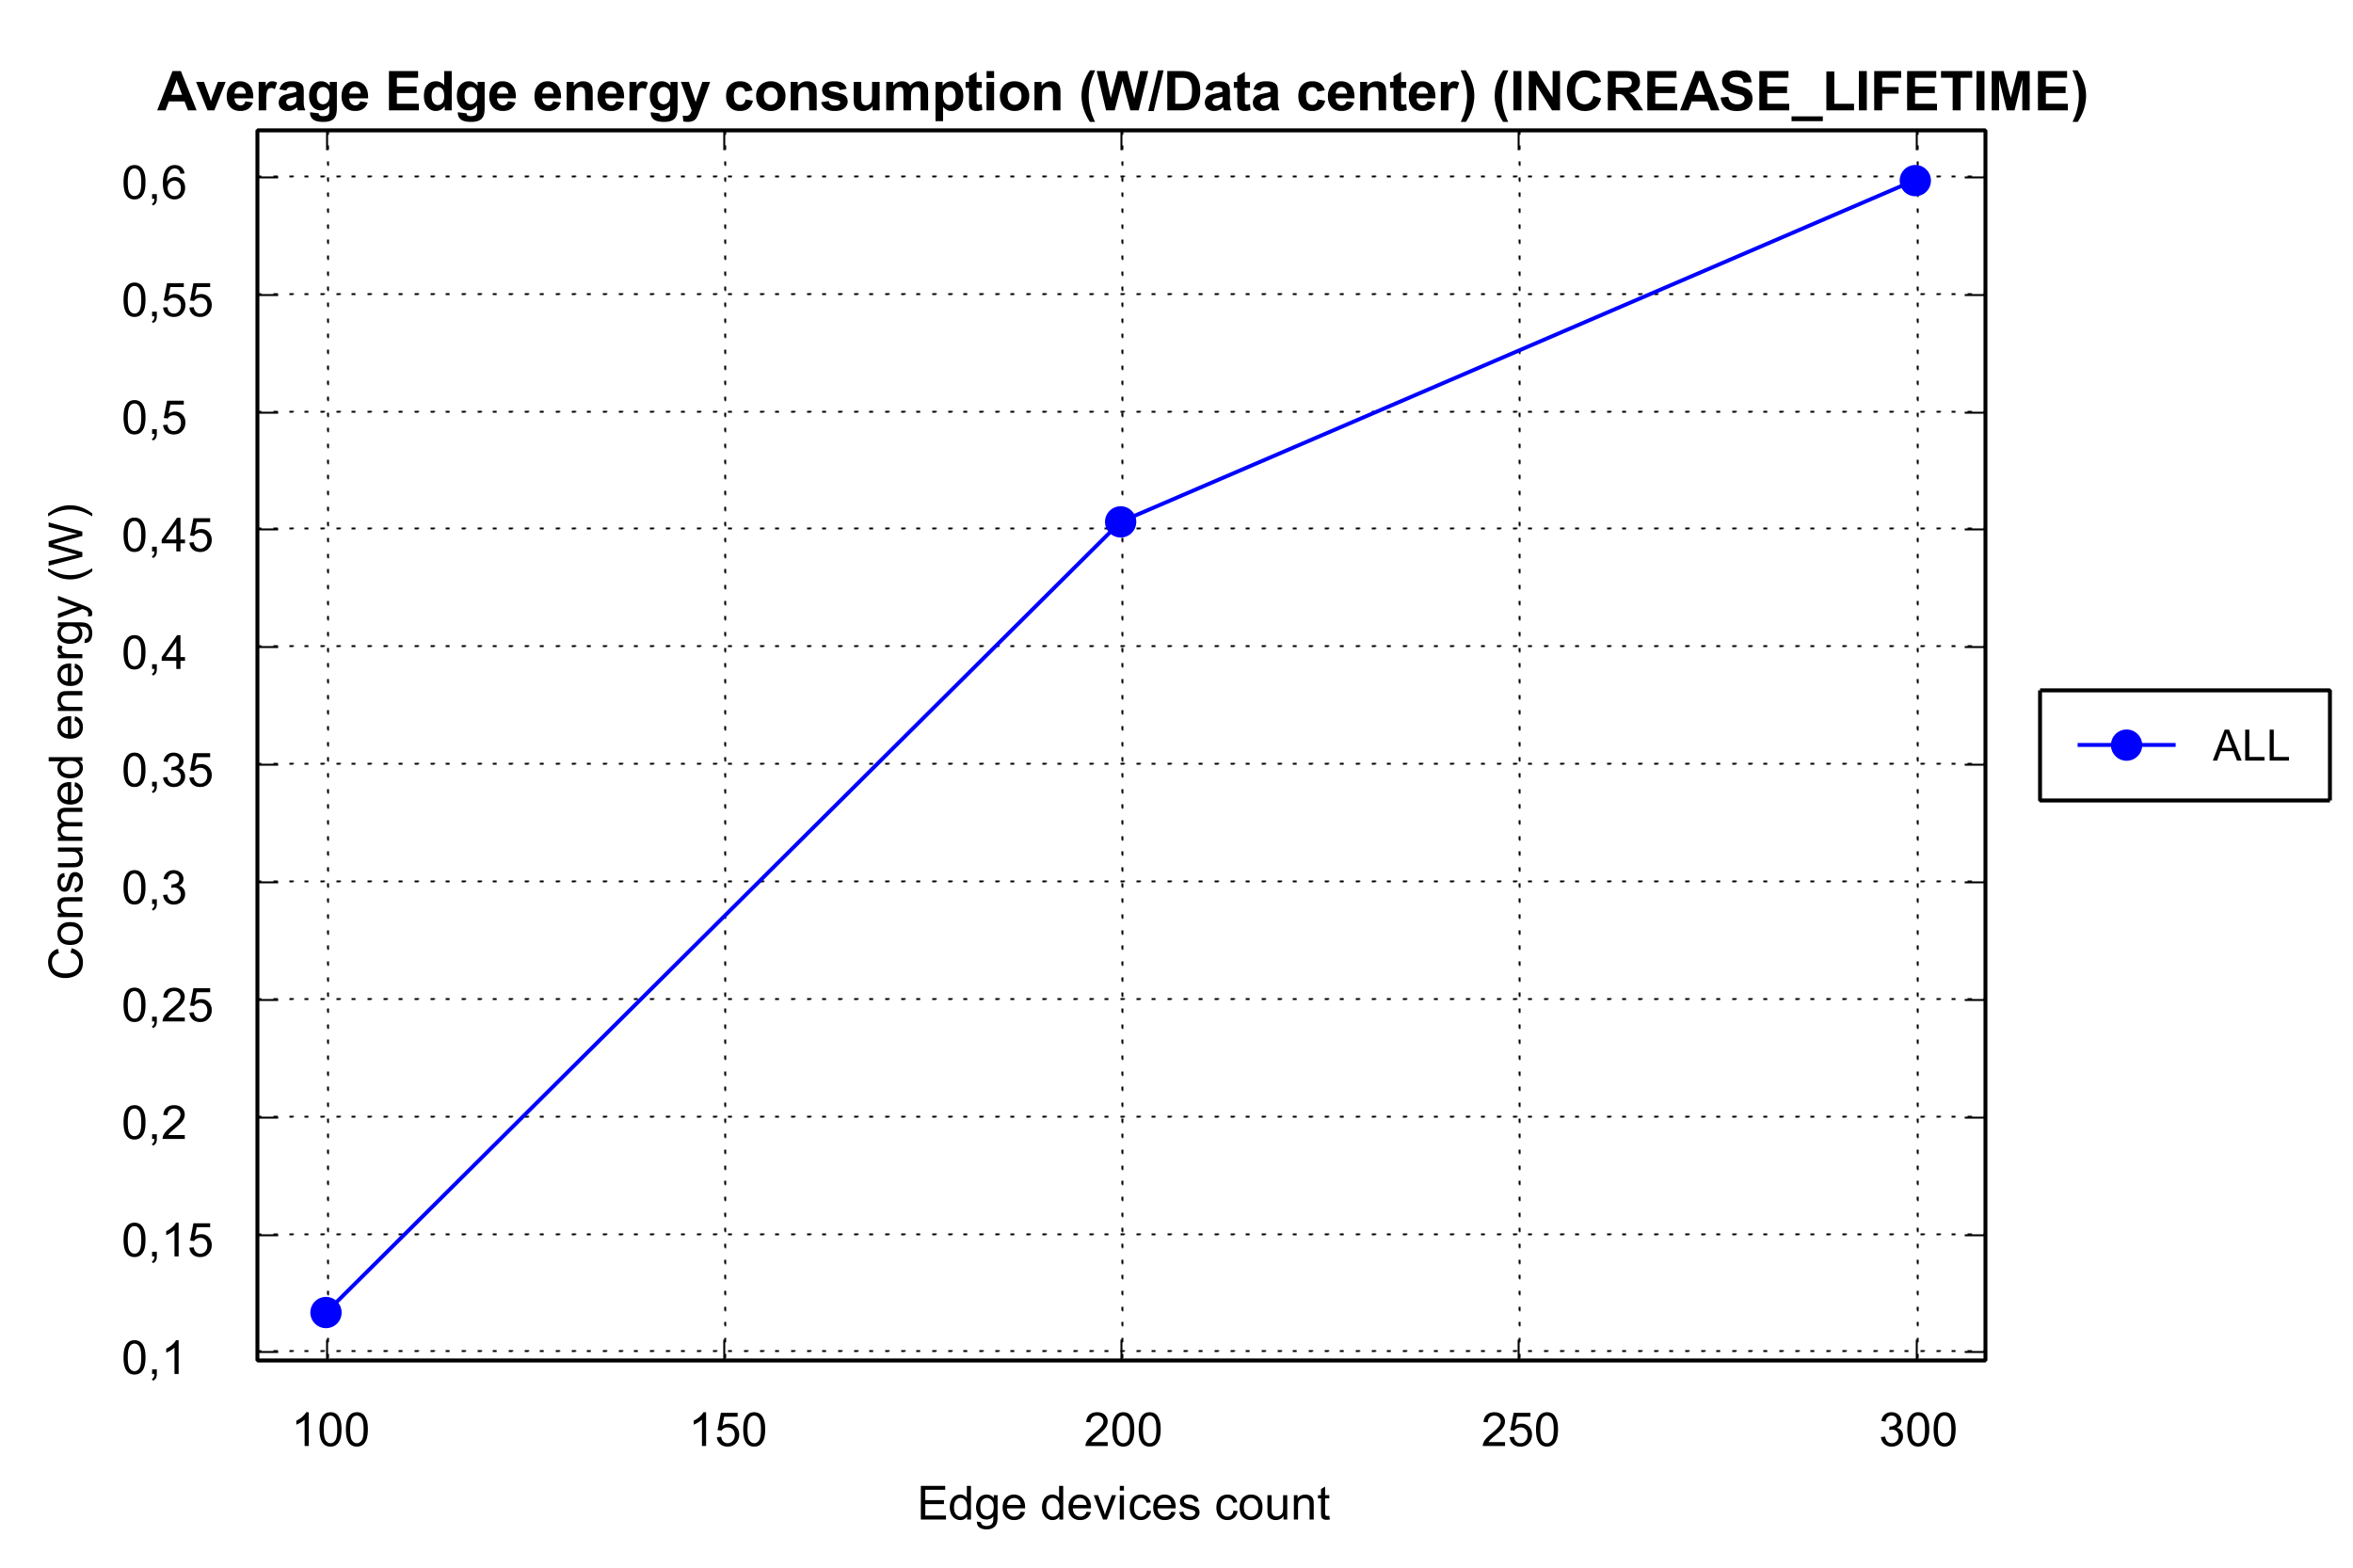 Average Edge energy consumption (W/Data center) (INCREASE_LIFETIME)
0,6
0,55
0,5
0,45
0,4
0,35
0,3
0,25
0,2
0,15
0,1
Consumed energy (W)
ALL
100 150 200 250 300
Edge devices count